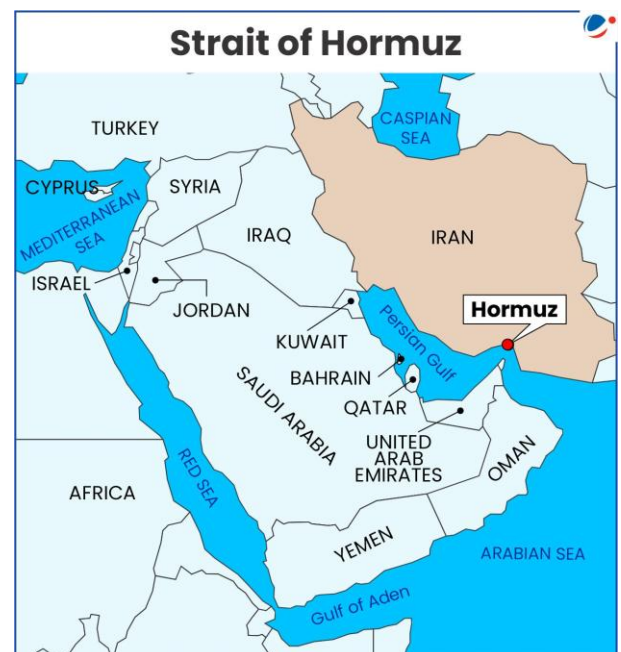 Strait of Hormuz
CASPIAN
SEA
TURKEY
CYPRUS
SYRIA
MEDITERRANEAN
SEA
IRAQ
IRAN
ISRAEL
JORDAN
Hormuz
KUWAIT
Persian Gulf
BAHRAIN
SAUDI ARABIA
QATAR
UNITED
ARAB
EMIRATES
OMAN
RED SEA
AFRICA
YEMEN
ARABIAN SEA
Gulf of Aden